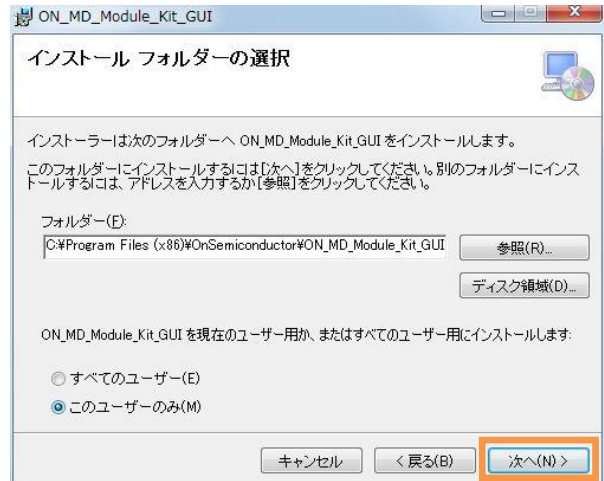 ON_MD_Module_Kit_GUI
インストール フォルダーの選択
インストーラーは次のフォルダーへ ON_MD_Module_Kit_GUI をインストールします。
このフォルダーにインストールするには[次へ]をクリックしてください。別のフォルダーにインス
トールするには、アドレスを入力するか[参照]をクリックしてください。
フォルダー(F):
C:¥Program Files (x86)¥OnSemiconductor¥ON_MD_Module_Kit_GUI
参照(R)...
ディスク領域(D)...
ON_MD_Module_Kit_GUI を現在のユーザー用か、またはすべてのユーザー用にインストールします:
すべてのユーザー(E)
このユーザーのみ(M)
キャンセル < 戻る(B) 次へ(N) >